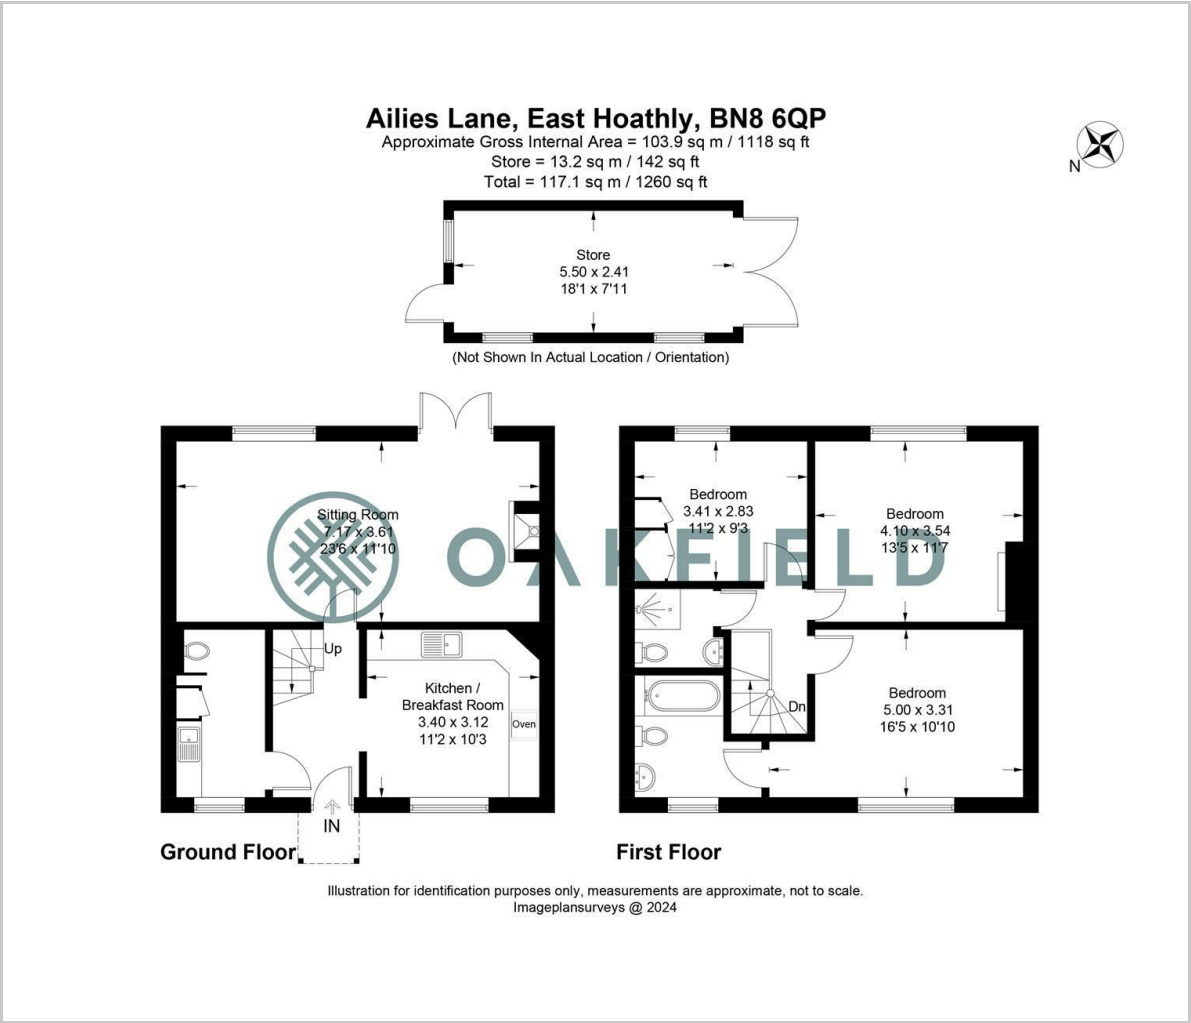 Ailies Lane, East Hoathly, BN8 6QP
Approximate Gross Internal Area = 103.9 sq m / 1118 sq ft
Store = 13.2 sq m / 142 sq ft
Total = 117.1 sq m / 1260 sq ft
N
Store
5.50 x 2.41
18'1 x 7'11
(Not Shown In Actual Location / Orientation)
Sitting Room
7.17 x 3.61
23'6 x 11'10
OAKFIELD
Up
Kitchen /
Breakfast Room
3.40 x 3.12
11'2 x 10'3
Oven
IN
Ground Floor
Bedroom
3.41 x 2.83
11'2 x 9'3
Bedroom
4.10 x 3.54
13'5 x 11'7
Bedroom
5.00 x 3.31
16'5 x 10'10
Dn
First Floor
Illustration for identification purposes only, measurements are approximate, not to scale.
Imageplansurveys @ 2024